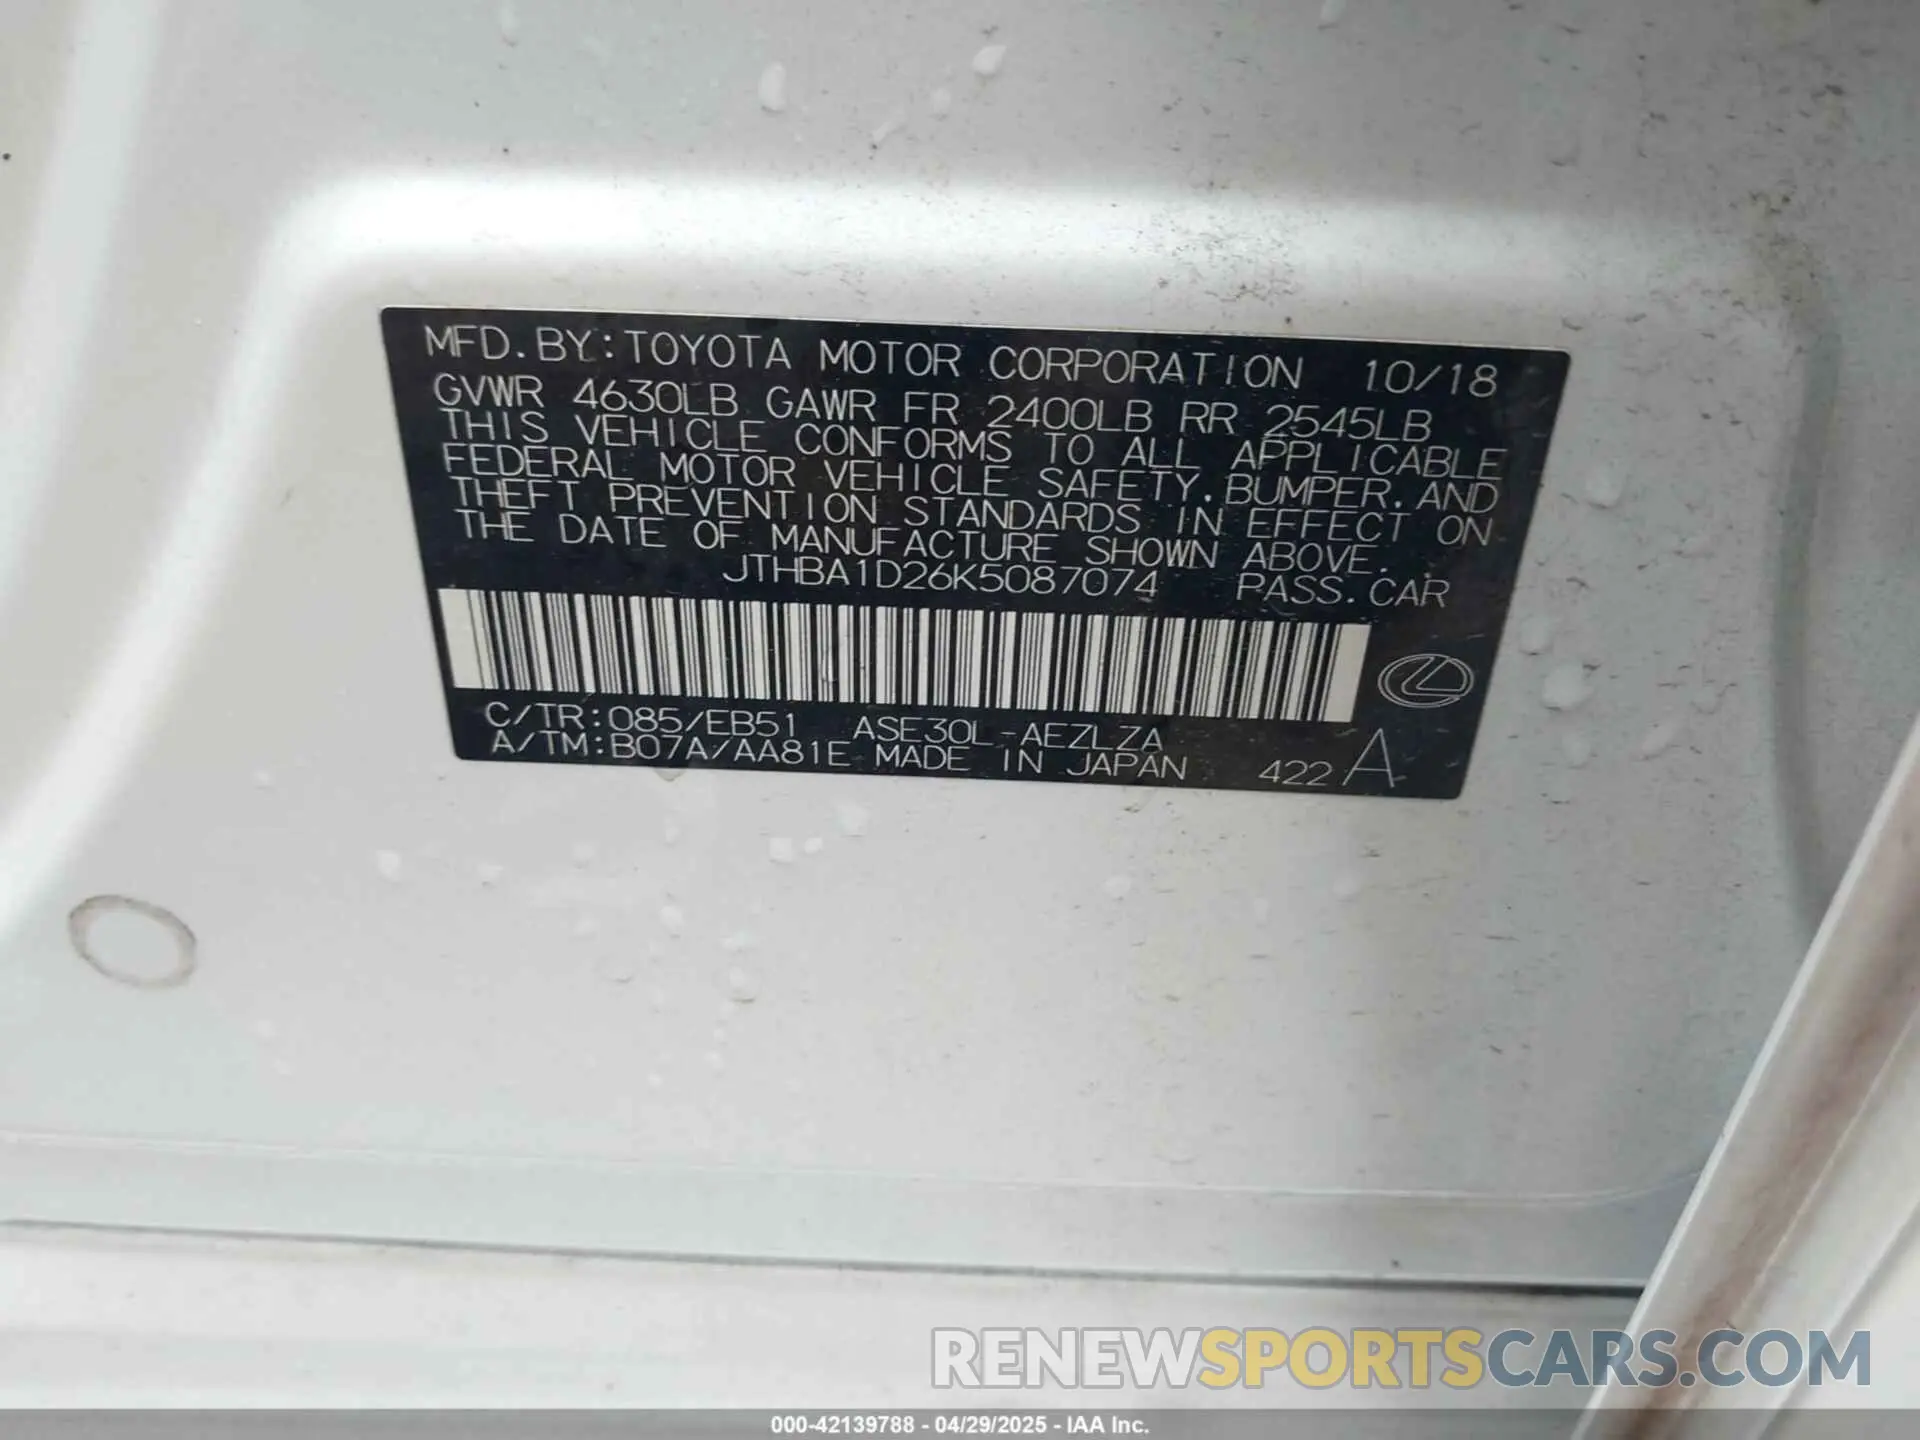 MFD.BY:TOYOTA MOTOR CORPORATION 10/18
GVWR 4630LB GAWR FR 2400LB RR 2545LB
THIS VEHICLE CONFORMS TO ALL APPLICABLE
FEDERAL MOTOR VEHICLE SAFETY,BUMPER,AND
THEFT PREVENTION STANDARDS IN EFFECT ON
THE DATE OF MANUFACTURE SHOWN ABOVE.
JTHBA1D26K5087074 PASS.CAR
C/TR:085/EB51 ASE30L-AEZLZA
A/TM:B07A/AA81E MADE IN JAPAN 422 A
RENEWSPORTSCARS.COM
000-42139788 - 04/29/2025 - IAA Inc.